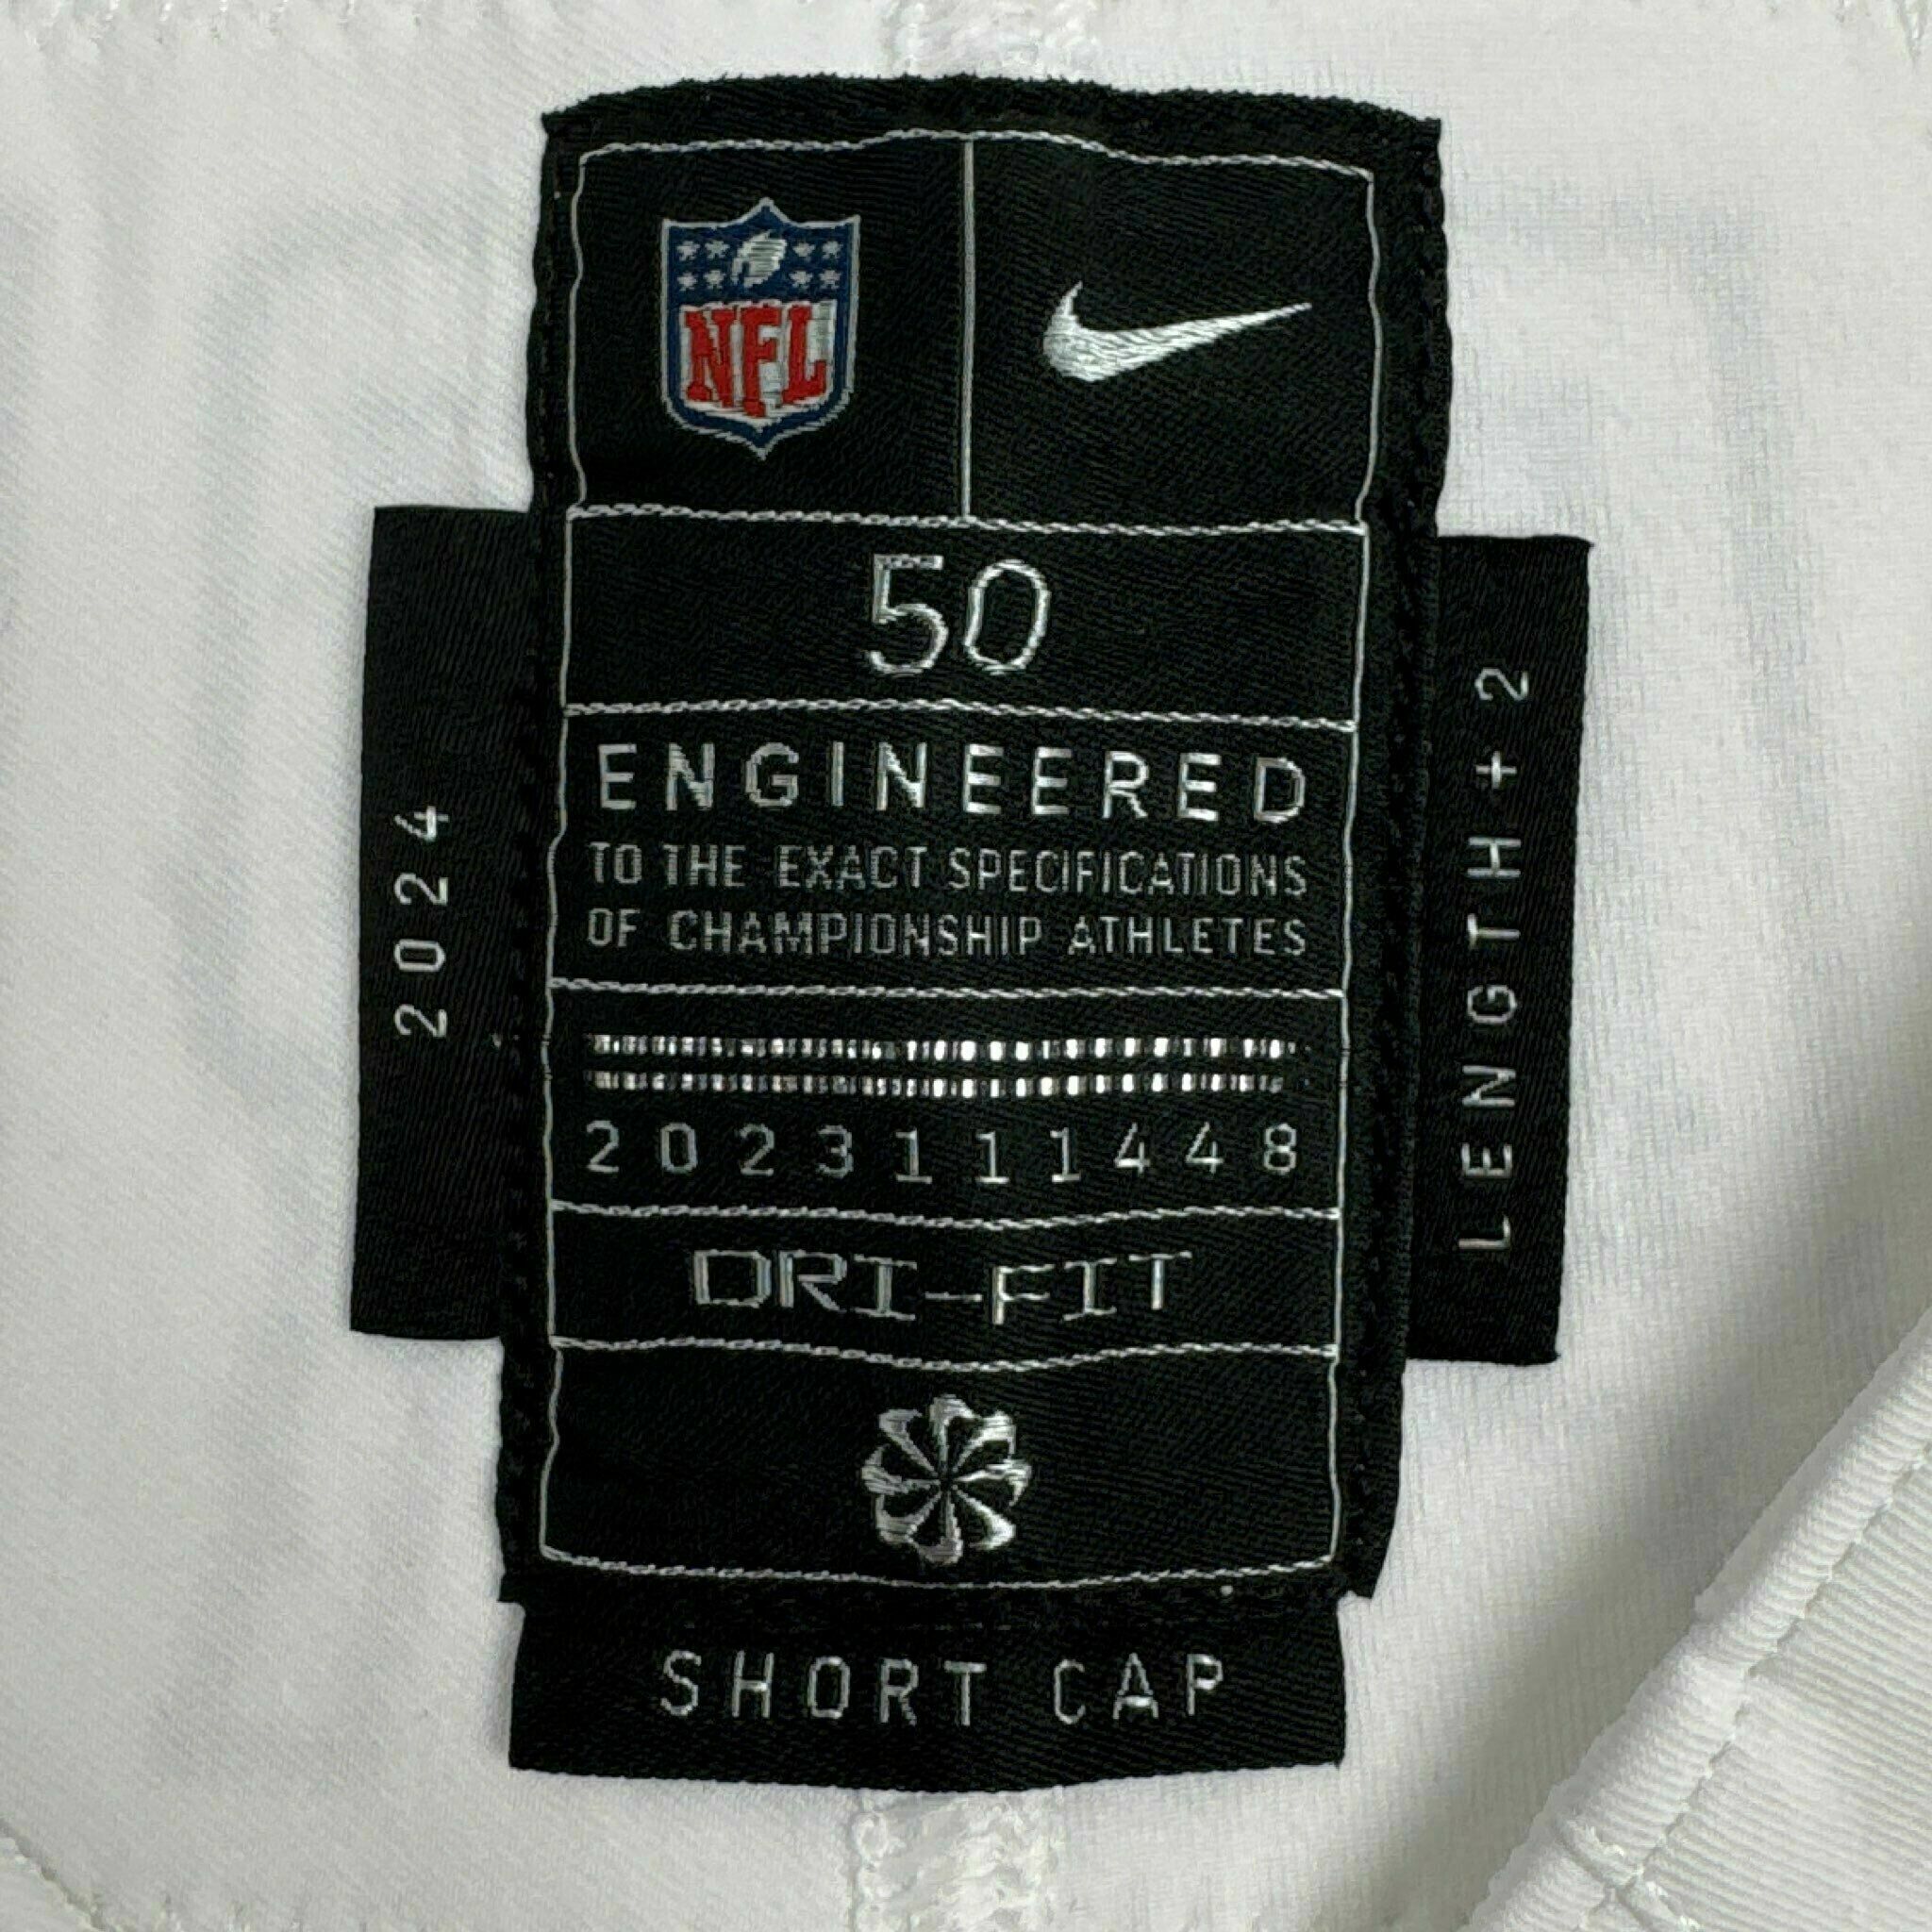 NFL
50
ENGINEERED
TO THE EXACT SPECIFICATIONS
OF CHAMPIONSHIP ATHLETES
2023111448
DRI-FIT
SHORT CAP
2024
LENGTH+2